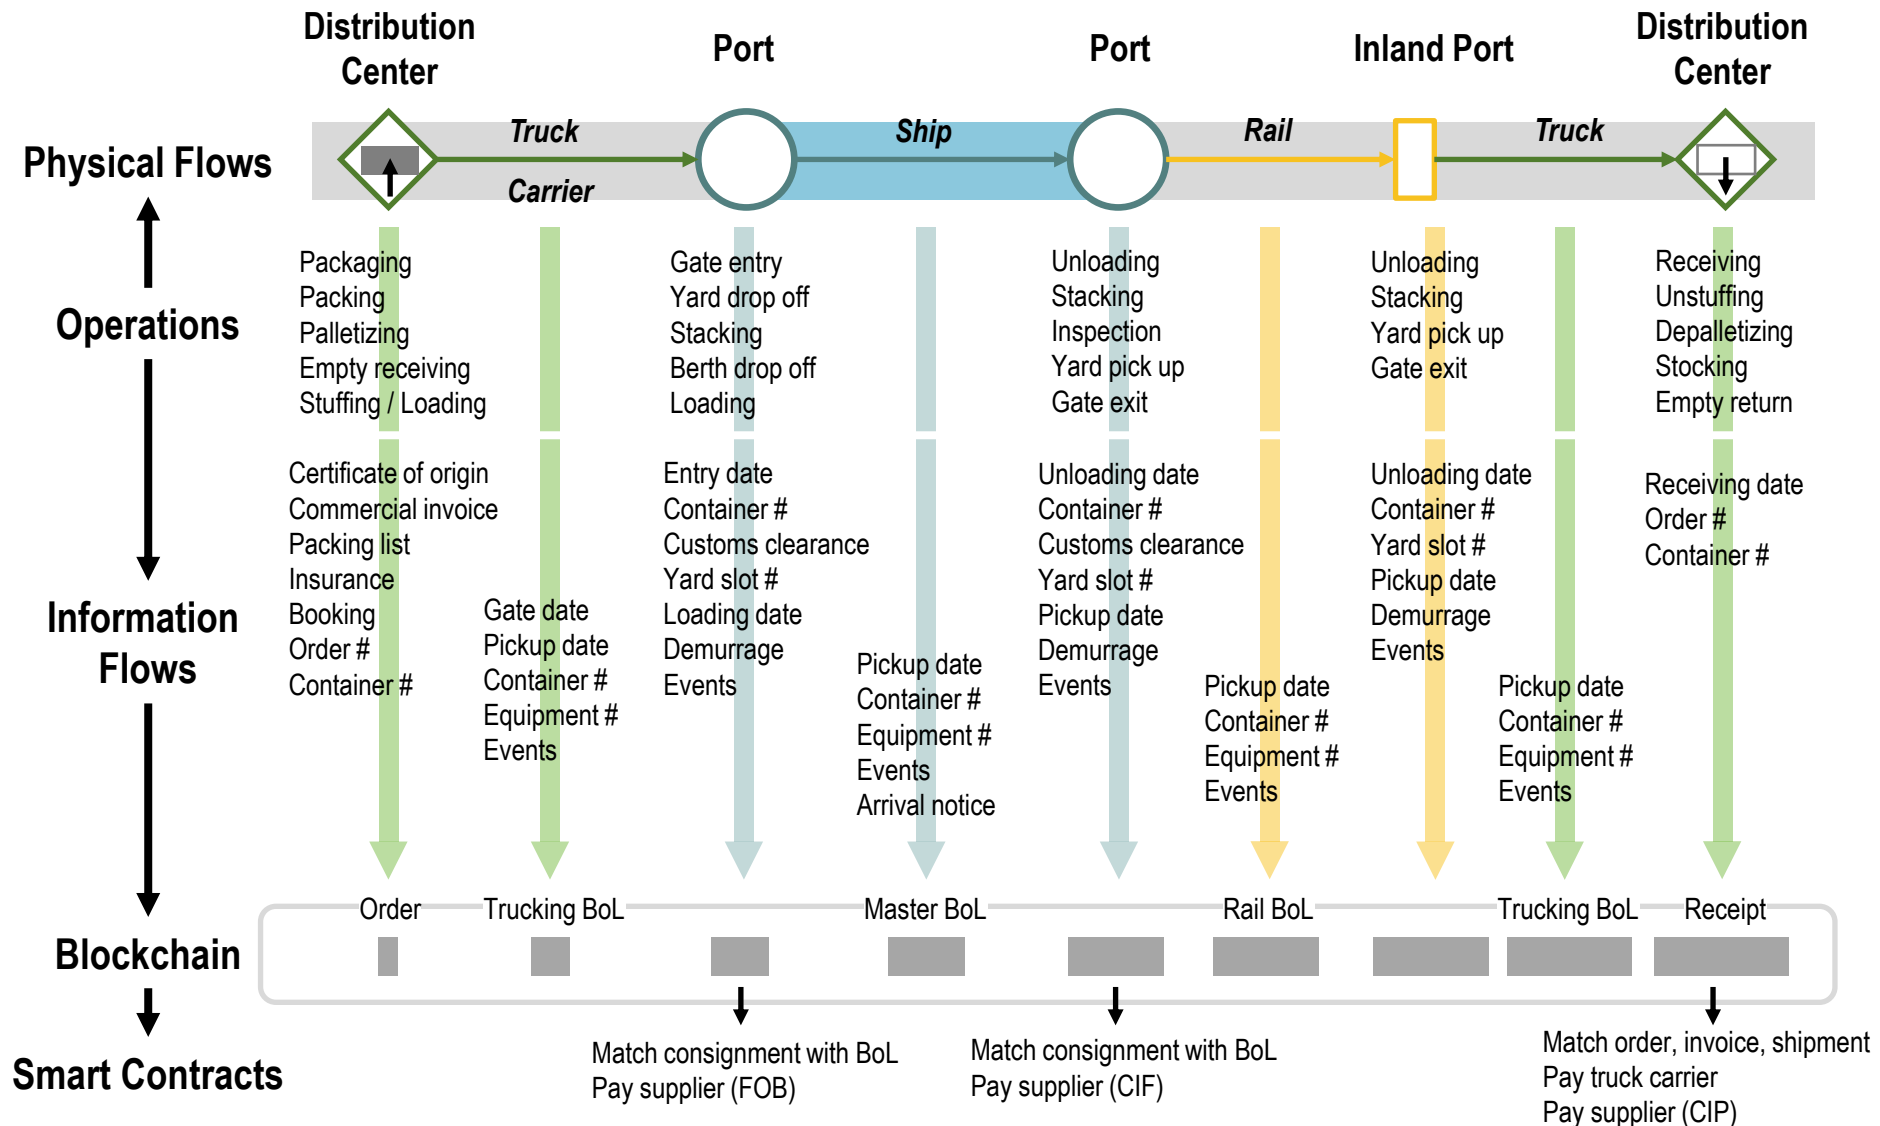 Distribution
Center
Port
Port
Inland Port
Distribution
Center
Physical Flows
Truck
Carrier
Ship
Rail
Truck
Operations
Packaging
Packing
Palletizing
Empty receiving
Stuffing / Loading
Gate entry
Yard drop off
Stacking
Berth drop off
Loading
Unloading
Stacking
Inspection
Yard pick up
Gate exit
Unloading
Stacking
Yard pick up
Gate exit
Receiving
Unstuffing
Depalletizing
Stocking
Empty return
Information
Flows
Certificate of origin
Commercial invoice
Packing list
Insurance
Booking
Order #
Container #
Gate date
Pickup date
Container #
Equipment #
Events
Entry date
Container #
Customs clearance
Yard slot #
Loading date
Demurrage
Events
Pickup date
Container #
Equipment #
Events
Arrival notice
Unloading date
Container #
Customs clearance
Yard slot #
Pickup date
Demurrage
Events
Pickup date
Container #
Equipment #
Events
Unloading date
Container #
Yard slot #
Pickup date
Demurrage
Events
Pickup date
Container #
Equipment #
Events
Receiving date
Order #
Container #
Blockchain
Order
Trucking BoL
Master BoL
Rail BoL
Trucking BoL
Receipt
Smart Contracts
Match consignment with BoL
Pay supplier (FOB)
Match consignment with BoL
Pay supplier (CIF)
Match order, invoice, shipment
Pay truck carrier
Pay supplier (CIP)